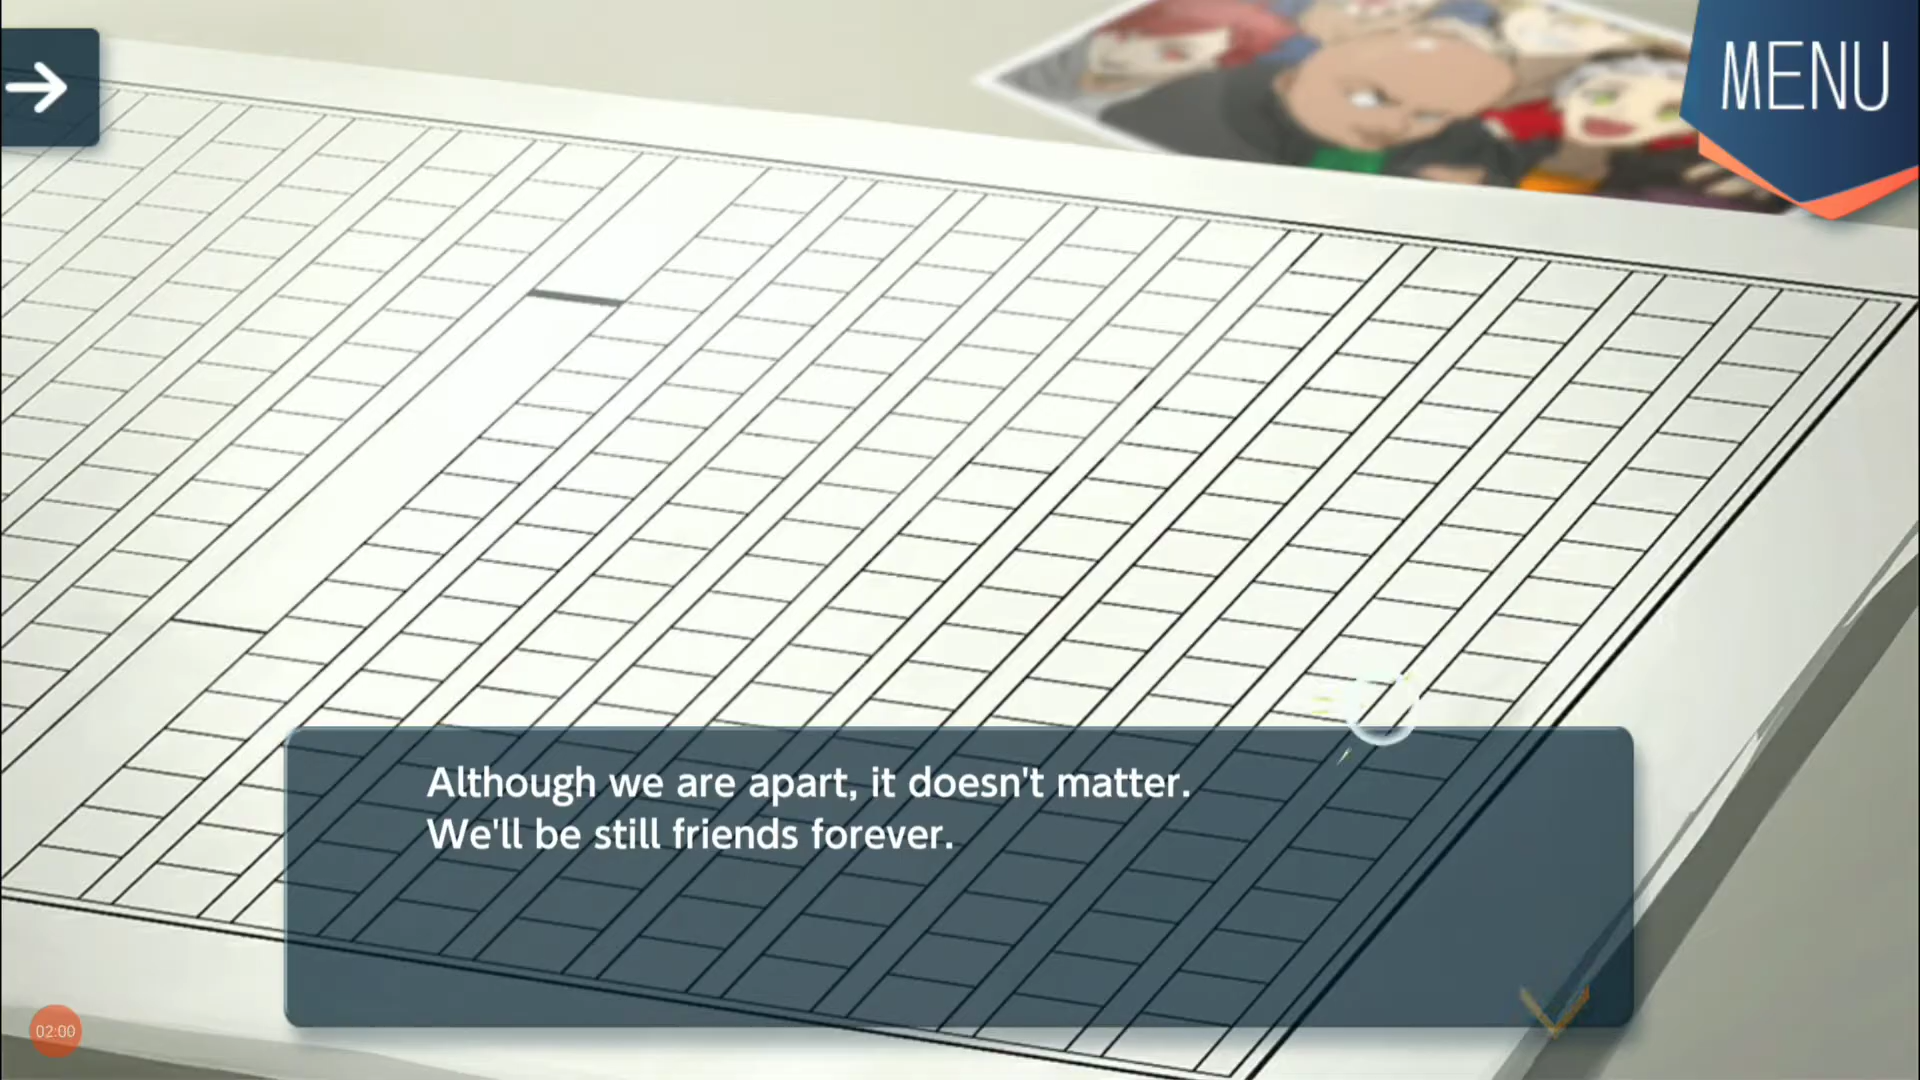 MENU
Although we are apart, it doesn't matter.
We'll be still friends forever.
02:00